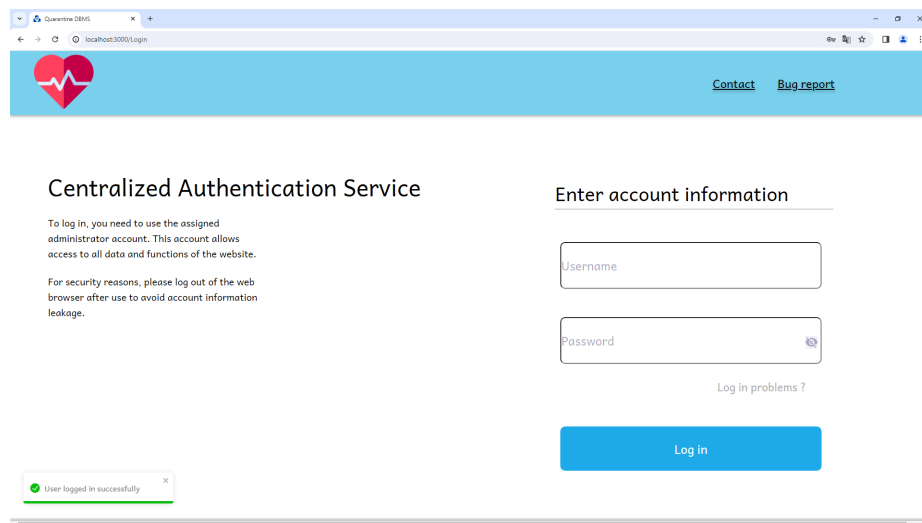 Quarantine DBMS
localhost:3000/Login
Contact Bug report
Centralized Authentication Service
To log in, you need to use the assigned
administrator account. This account allows
access to all data and functions of the website.
For security reasons, please log out of the web
browser after use to avoid account information
leakage.
Enter account information
Username
Password
Log in problems ?
Log in
User logged in successfully